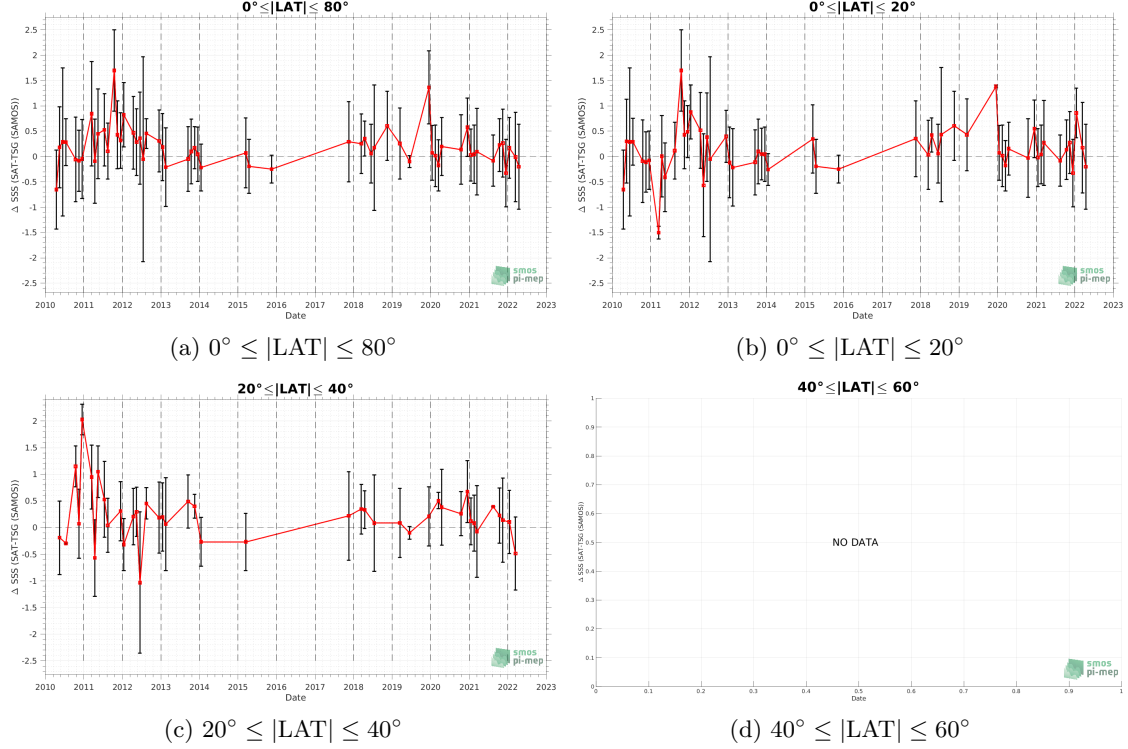 0°≤|LAT|≤ 80°
Δ SSS (SAT-TSG (SAMOS))
2.5
2
1.5
1
0.5
0
-0.5
-1
-1.5
-2
-2.5
2010 2011 2012 2013 2014 2015 2016 2017 2018 2019 2020 2021 2022 2023
Date
smos
pi-mep
(a) 0° ≤ |LAT| ≤ 80°
0°≤|LAT|≤ 20°
Δ SSS (SAT-TSG (SAMOS))
2.5
2
1.5
1
0.5
0
-0.5
-1
-1.5
-2
-2.5
2010 2011 2012 2013 2014 2015 2016 2017 2018 2019 2020 2021 2022 2023
Date
smos
pi-mep
(b) 0° ≤ |LAT| ≤ 20°
20°≤|LAT|≤ 40°
Δ SSS (SAT-TSG (SAMOS))
2
1.5
1
0.5
0
-0.5
-1
-1.5
-2
-2.5
2010 2011 2012 2013 2014 2015 2016 2017 2018 2019 2020 2021 2022 2023
Date
smos
pi-mep
(c) 20° ≤ |LAT| ≤ 40°
40°≤|LAT|≤ 60°
Δ SSS (SAT-TSG (SAMOS))
1
0.9
0.8
0.7
0.6
0.5
0.4
0.3
0.2
0.1
0
NO DATA
0 0.1 0.2 0.3 0.4 0.5 0.6 0.7 0.8 0.9 1
Date
smos
pi-mep
(d) 40° ≤ |LAT| ≤ 60°